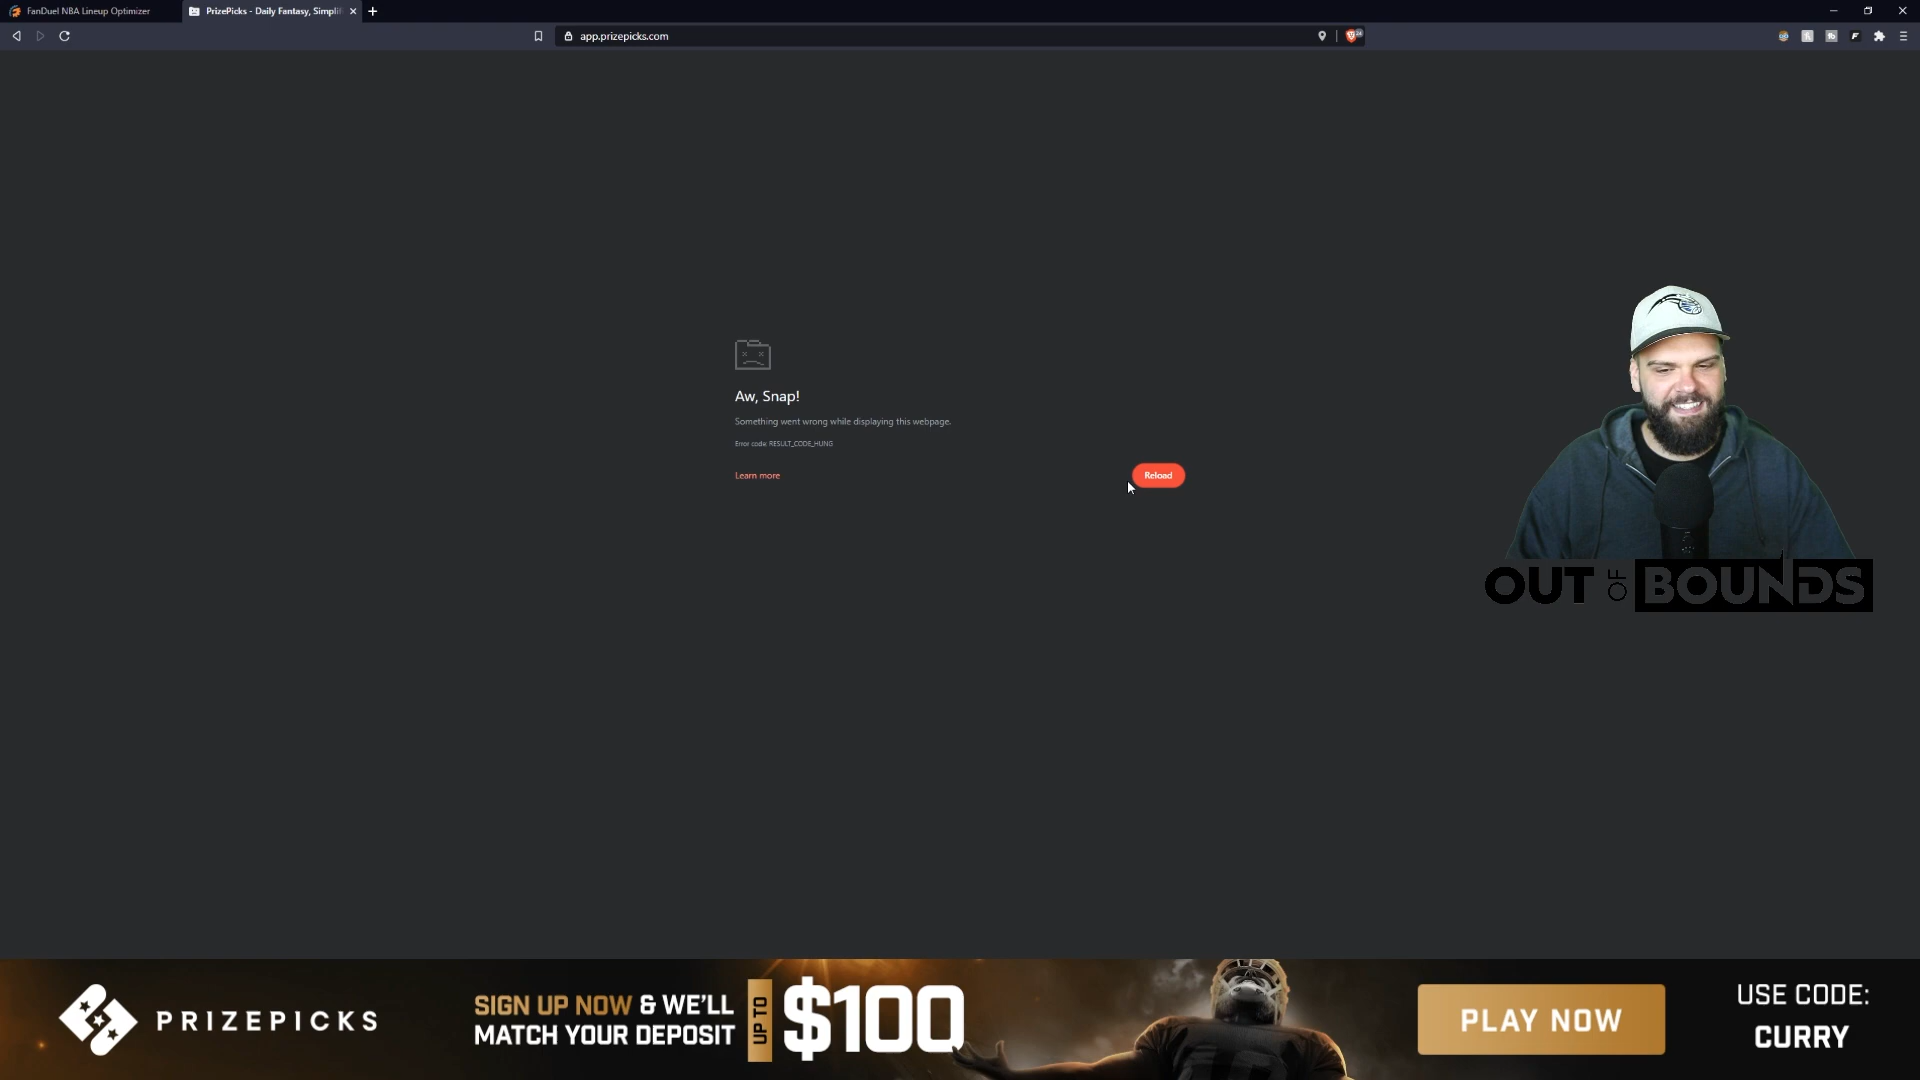 FanDuel NBA Lineup Optimizer
PrizePicks - Daily Fantasy, Simplif
app.prizepicks.com
Aw, Snap!
Something went wrong while displaying this webpage.
Error code: RESULT_CODE_HUNG
Learn more
Reload
OUT OF BOUNDS
PRIZEPICKS
SIGN UP NOW & WE'LL
MATCH YOUR DEPOSIT
UP TO
$100
PLAY NOW
USE CODE:
CURRY